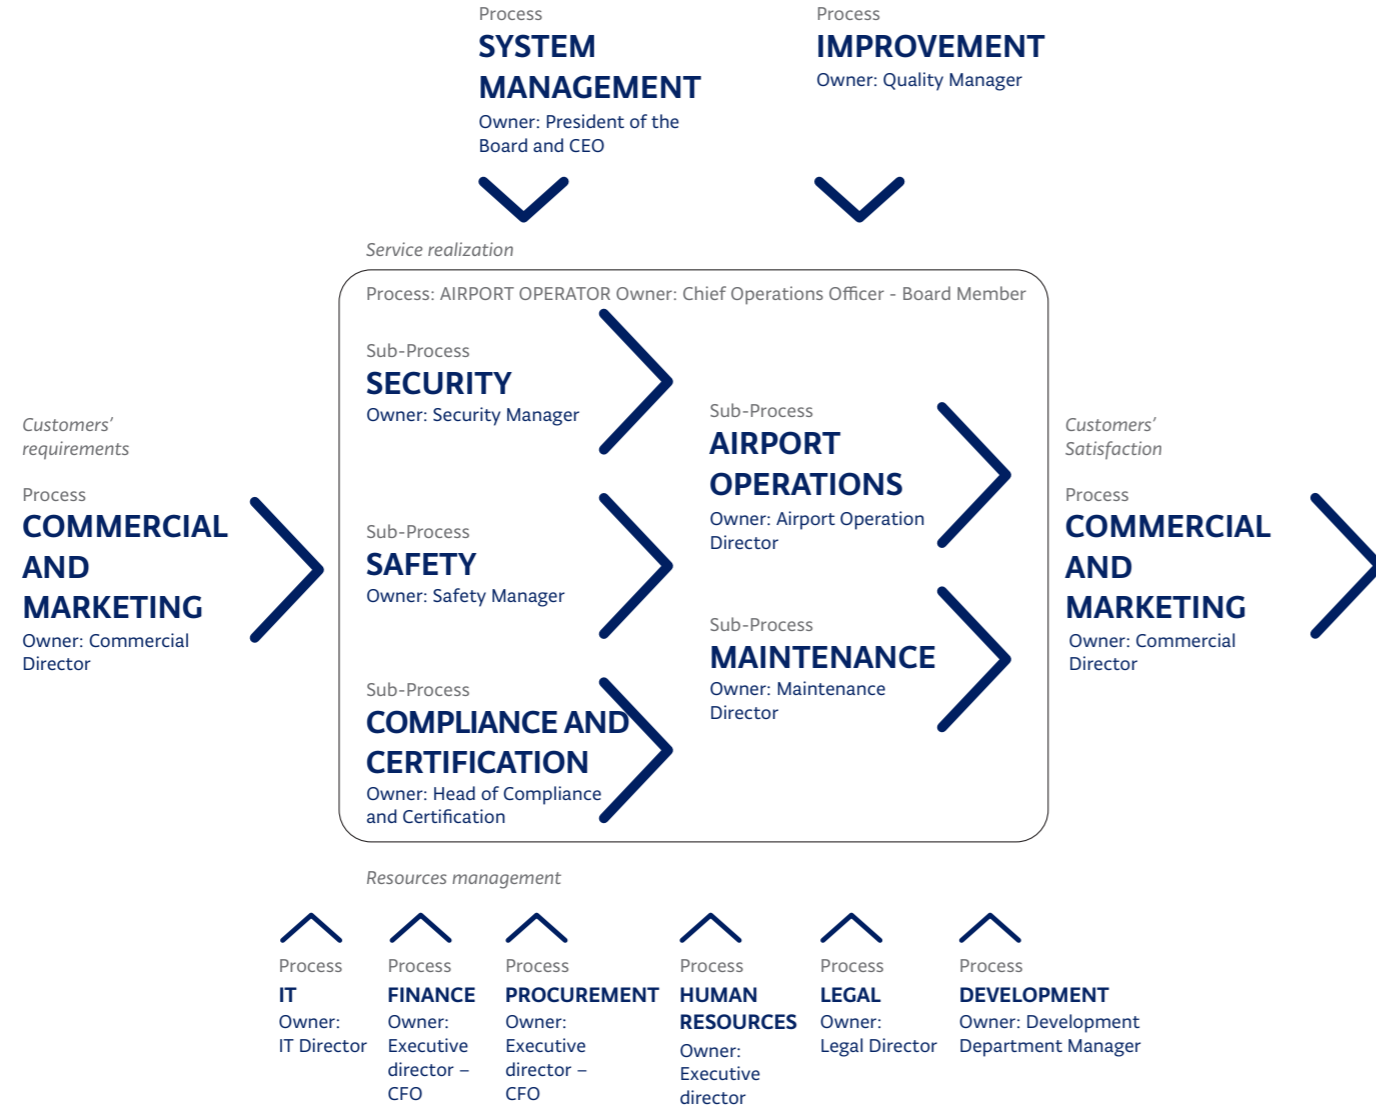 Process
SYSTEM
MANAGEMENT
Owner: President of the
Board and CEO
Process
IMPROVEMENT
Owner: Quality Manager
Service realization
Process: AIRPORT OPERATOR Owner: Chief Operations Officer - Board Member
Customers'
requirements
Process
COMMERCIAL
AND
MARKETING
Owner: Commercial
Director
Sub-Process
SECURITY
Owner: Security Manager
Sub-Process
SAFETY
Owner: Safety Manager
Sub-Process
COMPLIANCE AND
CERTIFICATION
Owner: Head of Compliance
and Certification
Sub-Process
AIRPORT
OPERATIONS
Owner: Airport Operation
Director
Sub-Process
MAINTENANCE
Owner: Maintenance
Director
Customers'
Satisfaction
Process
COMMERCIAL
AND
MARKETING
Owner: Commercial
Director
Resources management
Process
IT
Owner:
IT Director
Process
FINANCE
Owner:
Executive
director –
CFO
Process
PROCUREMENT
Owner:
Executive
director –
CFO
Process
HUMAN
RESOURCES
Owner:
Executive
director
Process
LEGAL
Owner:
Legal Director
Process
DEVELOPMENT
Owner: Development
Department Manager